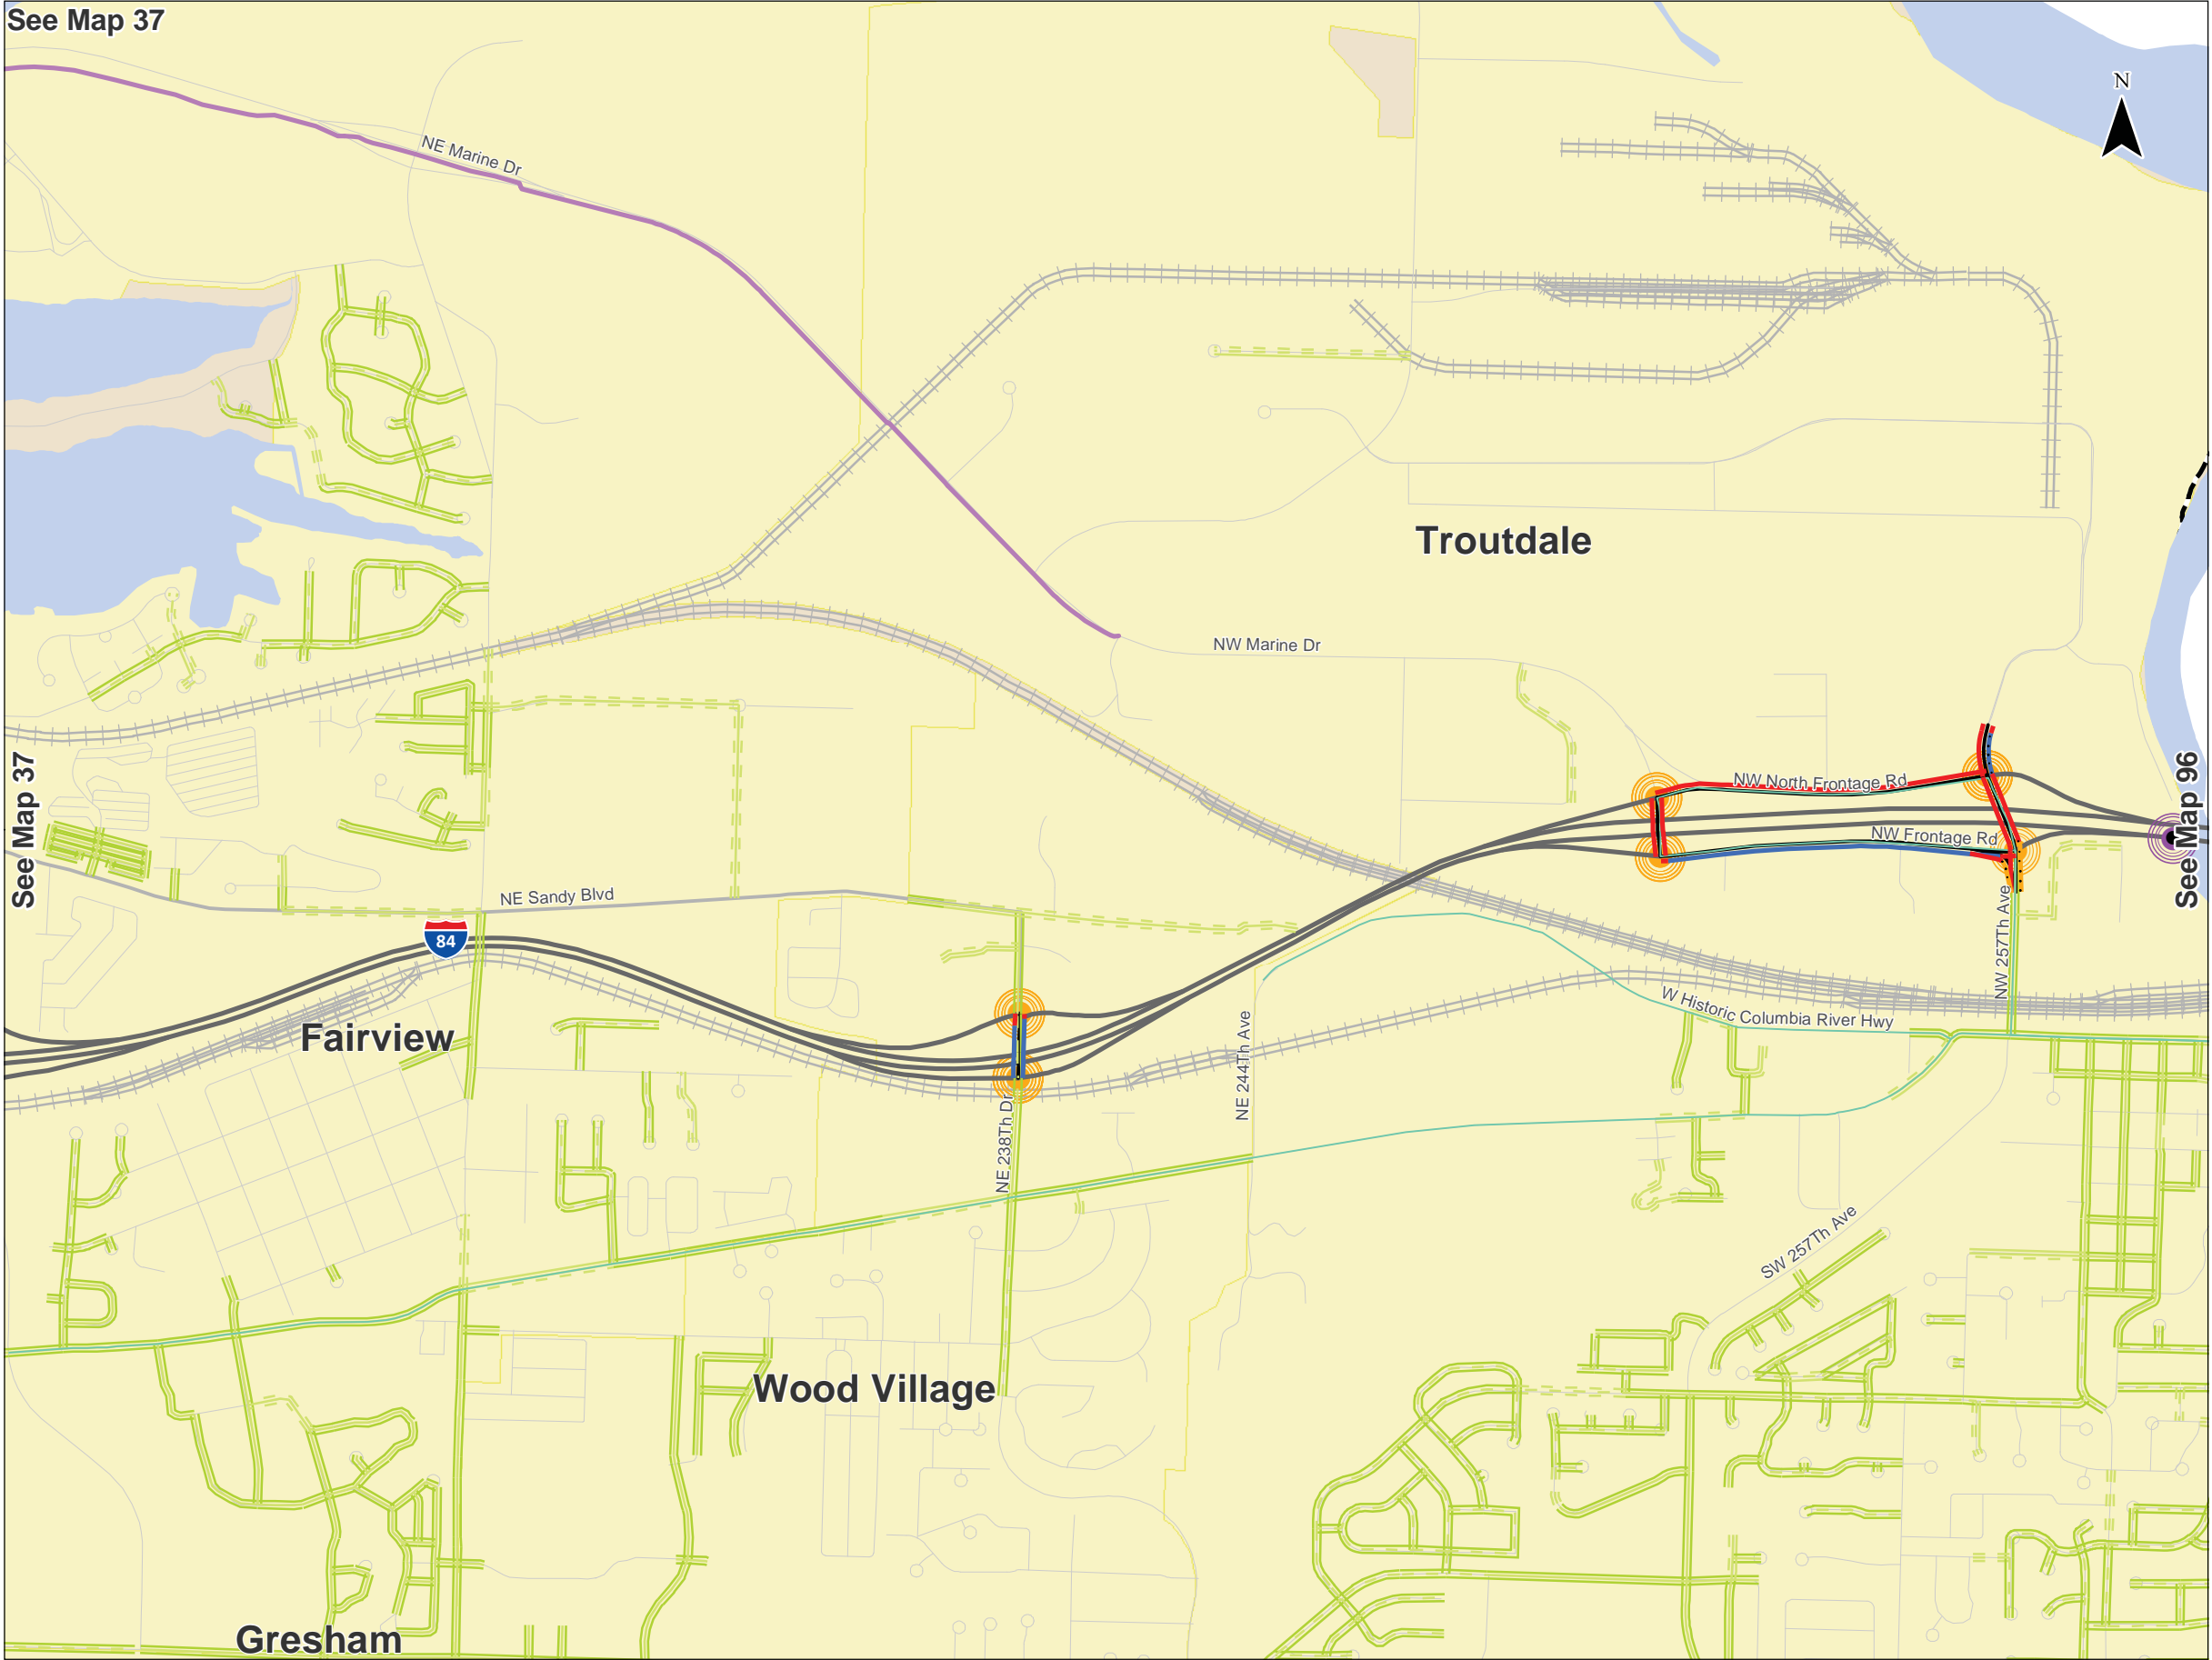 See Map 37
N
NE Marine Dr
Troutdale
NW Marine Dr
See Map 37
See Map 96
NW North Frontage Rd
NW Frontage Rd
NE Sandy Blvd
84
NW 257Th Ave
W Historic Columbia River Hwy
Fairview
NE 244Th Ave
NE 238Th Dr
SW 257Th Ave
Wood Village
Gresham